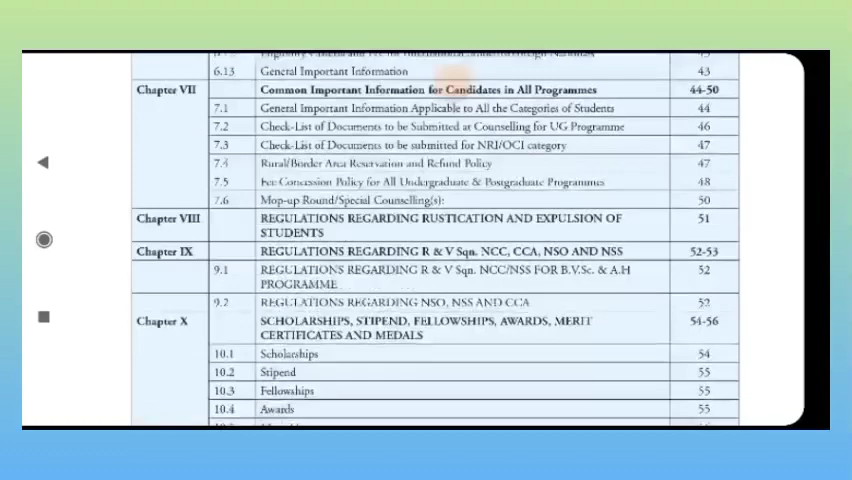 6.13 General Important Information 43
Chapter VII Common Important Information for Candidates in All Programmes 44-50
7.1 General Important Information Applicable to All the Categories of Students 44
7.2 Check-List of Documents to be Submitted at Counselling for UG Programme 46
7.3 Check-List of Documents to be submitted for NRI/OCI category 47
7.4 Rural/Border Area Reservation and Refund Policy 47
7.5 Fee Concession Policy for All Undergraduate & Postgraduate Programmes 48
7.6 Mop-up Round/Special Counselling(s): 50
Chapter VIII REGULATIONS REGARDING RUSTICATION AND EXPULSION OF 51
STUDENTS
Chapter IX REGULATIONS REGARDING R & V Sqn. NCC, CCA, NSO AND NSS 52-53
9.1 REGULATIONS REGARDING R & V Sqn. NCC/NSS FOR B.V.Sc. & A.H 52
PROGRAMME
9.2 REGULATIONS REGARDING NSO, NSS AND CCA 52
Chapter X SCHOLARSHIPS, STIPEND, FELLOWSHIPS, AWARDS, MERIT 54-56
CERTIFICATES AND MEDALS
10.1 Scholarships 54
10.2 Stipend 55
10.3 Fellowships 55
10.4 Awards 55